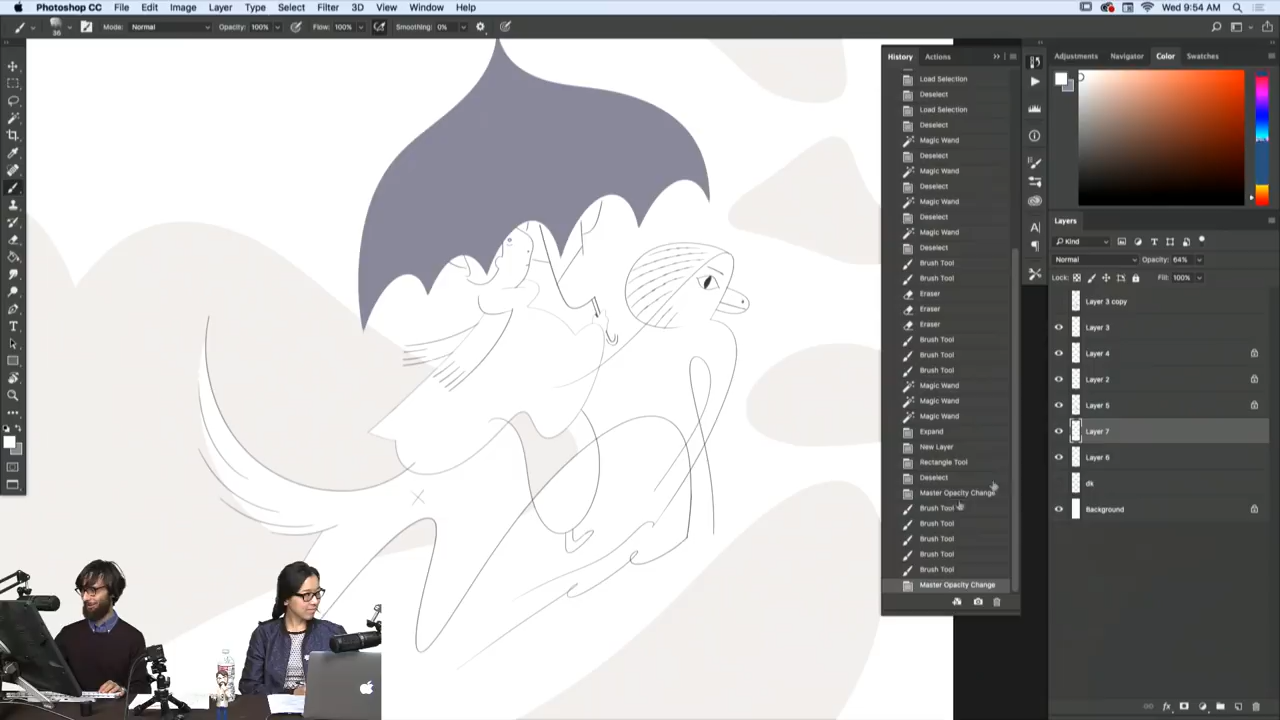 Photoshop CC File Edit Image Layer Type Select Filter 3D View Window Help Wed 9:54 AM
36 Mode: Normal Opacity: 100% Flow: 100% Smoothing: 0%
History Actions
Load Selection
Deselect
Load Selection
Deselect
Magic Wand
Deselect
Magic Wand
Deselect
Magic Wand
Deselect
Magic Wand
Deselect
Brush Tool
Brush Tool
Eraser
Eraser
Eraser
Brush Tool
Brush Tool
Brush Tool
Magic Wand
Magic Wand
Magic Wand
Expand
New Layer
Rectangle Tool
Deselect
Master Opacity Change
Brush Tool
Brush Tool
Brush Tool
Brush Tool
Brush Tool
Master Opacity Change
Adjustments Navigator Color Swatches
Layers
Kind
Normal Opacity: 64%
Lock: Fill: 100%
Layer 3 copy
Layer 3
Layer 4
Layer 2
Layer 5
Layer 7
Layer 6
dk
Background